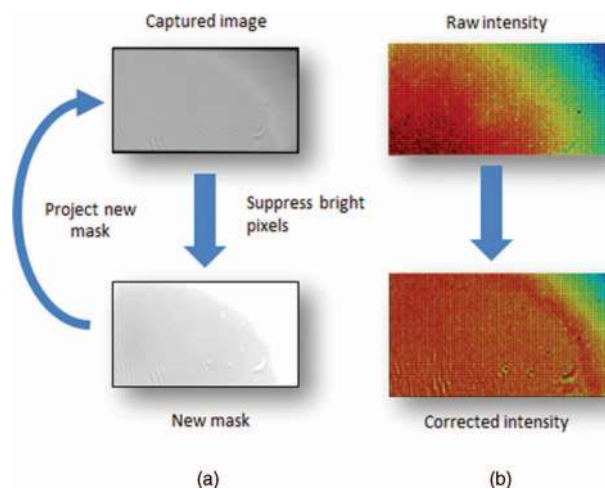 Captured image
Raw intensity
Project new
mask
Suppress bright
pixels
New mask
Corrected intensity
(a)
(b)